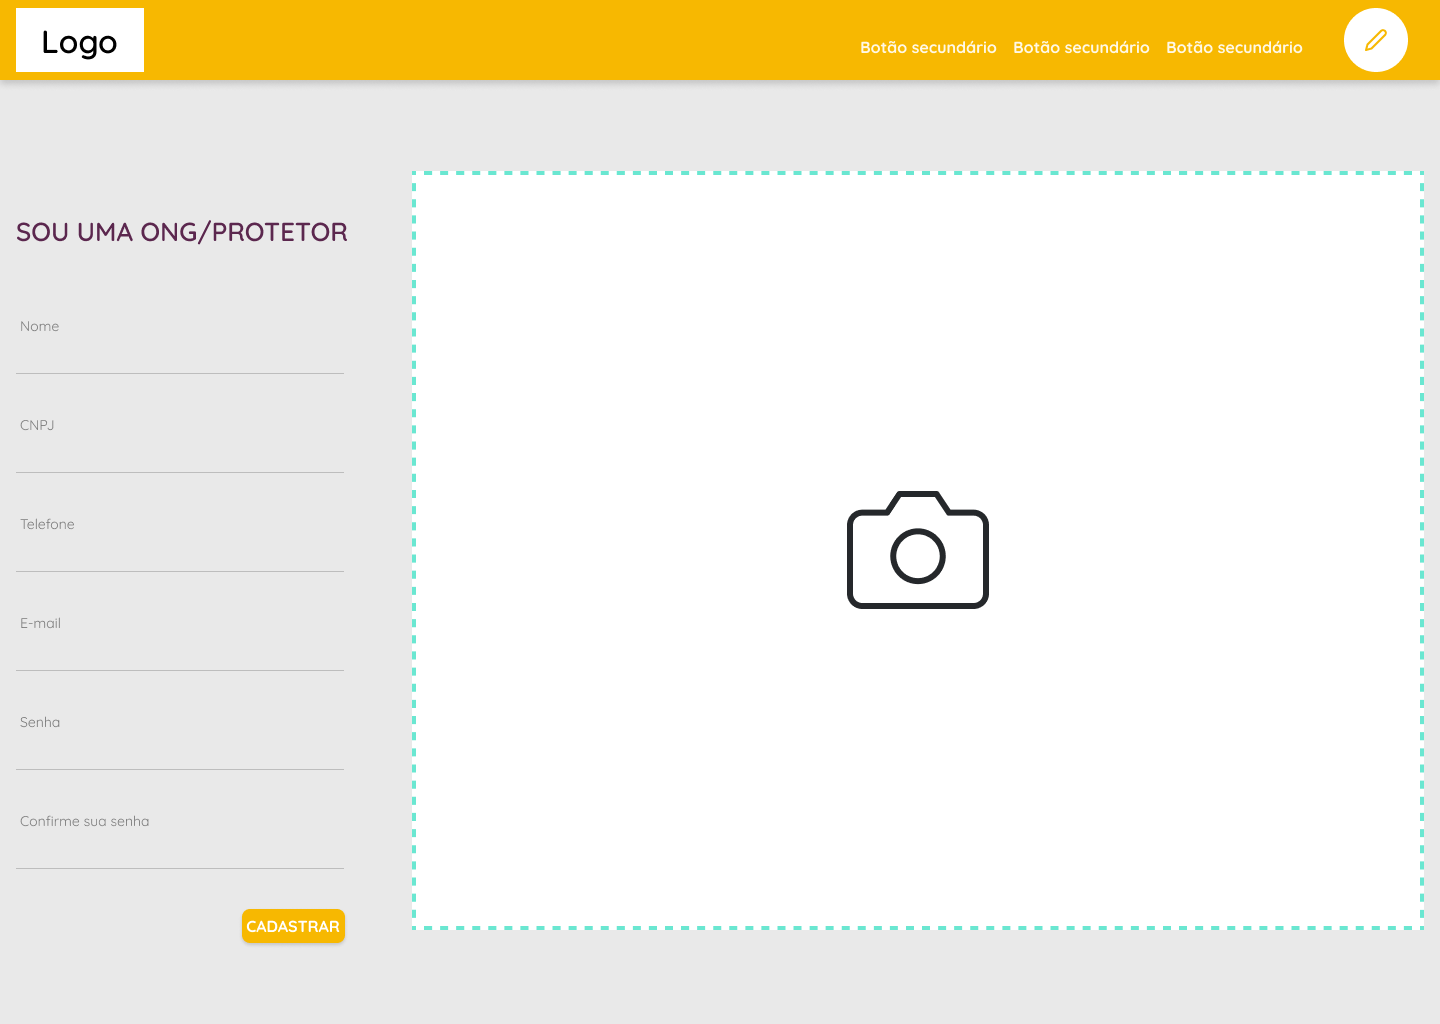 Logo
Botão secundário Botão secundário Botão secundário
SOU UMA ONG/PROTETOR
Nome
CNPJ
Telefone
E-mail
Senha
Confirme sua senha
CADASTRAR